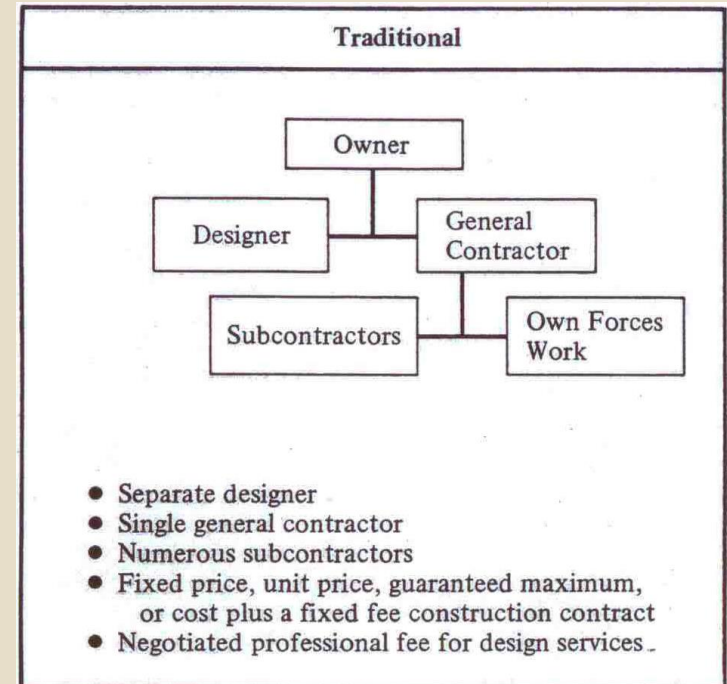 Traditional
Owner
Designer
General
Contractor
Subcontractors
Own Forces
Work
● Separate designer
● Single general contractor
● Numerous subcontractors
● Fixed price, unit price, guaranteed maximum,
or cost plus a fixed fee construction contract
● Negotiated professional fee for design services